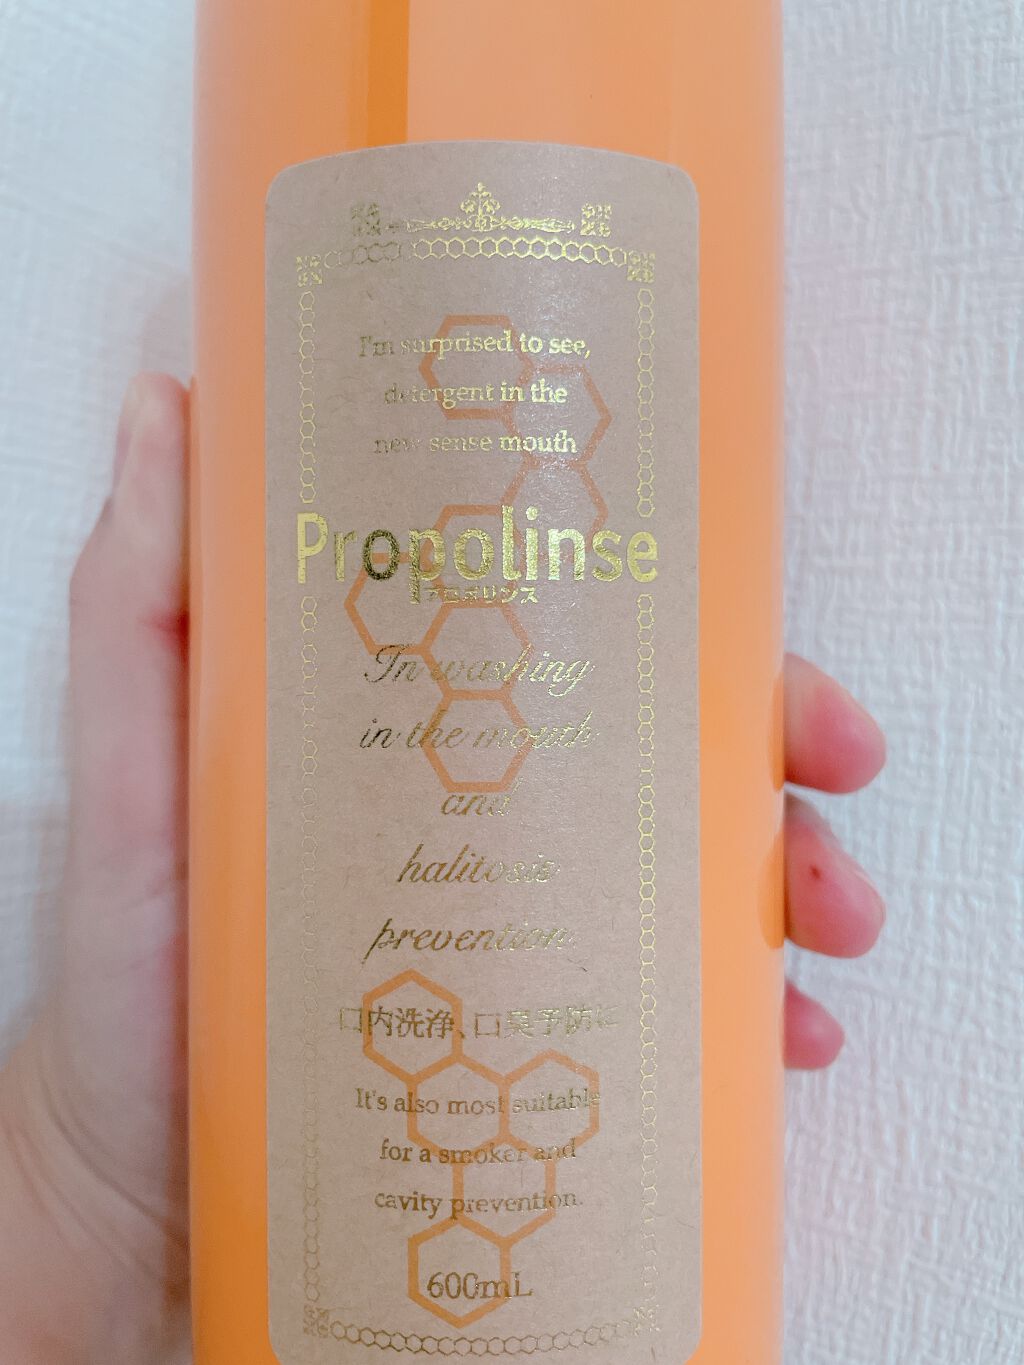 I'm surprised to see,
detergent in the
new sense mouth
Propolinse
プロポリンス
In washing
in the mouth
and
halitosis
prevention.
口内洗浄、口臭予防に
It's also most suitable
for a smoker and
cavity prevention.
600mL